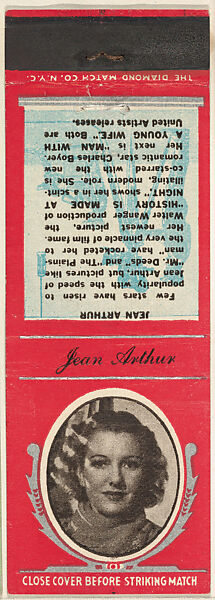 THE DIAMOND MATCH CO. N.Y.C.
JEAN ARTHUR
Few stars have risen to
popularity with the speed of
Jean Arthur, but pictures like
"Mr. Deeds," and "The Plains-
man" have rocketed her to
the very pinnacle of film fame.
Her newest picture, the
Walter Wanger production of
"HISTORY IS MADE AT
NIGHT," shows her in a scint-
illating, modern role. She is
co-starred with the new
romantic star, Charles Boyer.
Her next is "MAN WITH
A YOUNG WIFE." Both are
United Artists releases.
Jean Arthur
CLOSE COVER BEFORE STRIKING MATCH